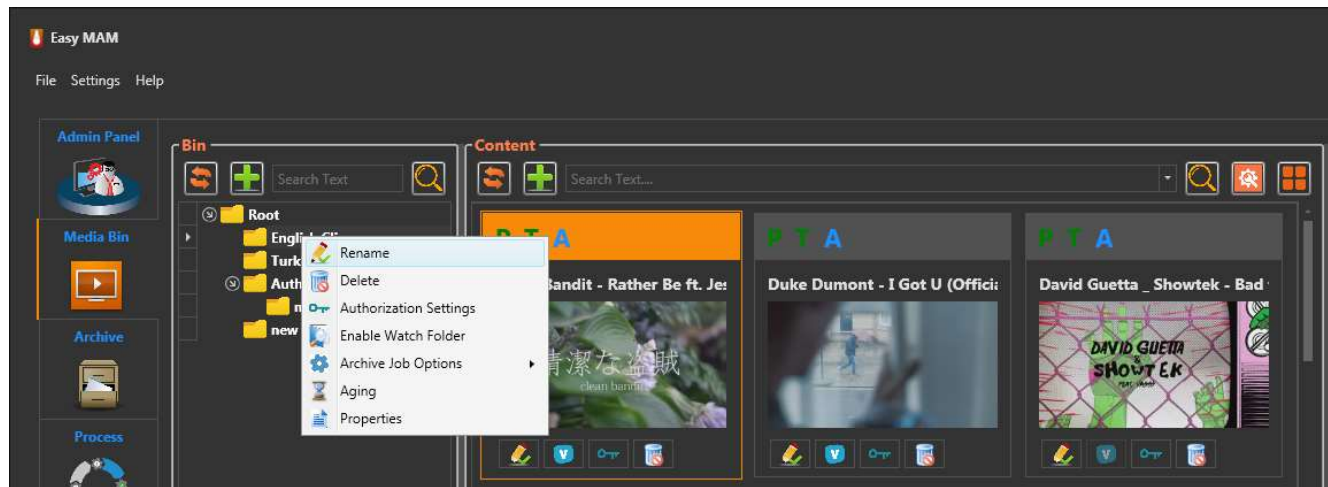 Easy MAM
File Settings Help
Admin Panel
Media Bin
Archive
Process
Bin
Search Text
Root
Turk
Auth
new
Rename
Delete
Authorization Settings
Enable Watch Folder
Archive Job Options
Aging
Properties
Content
Search Text....
P T A
Bandit - Rather Be ft. Jes
清潔な盗賊
clean bandit
P T A
Duke Dumont - I Got U (Officia
P T A
David Guetta _ Showtek - Bad
DAVID GUETTA
&
SHOWTEK